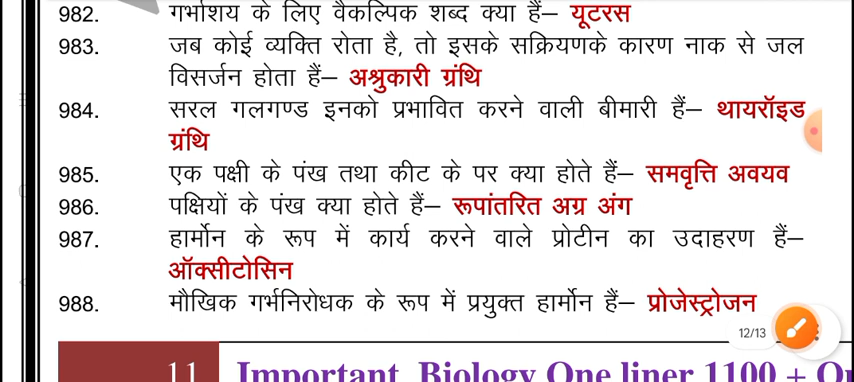 982. गर्भाशय के लिए वैकल्पिक शब्द क्या हैं– यूटरस
983. जब कोई व्यक्ति रोता है, तो इसके सक्रियणके कारण नाक से जल
विसर्जन होता हैं– अश्रुकारी ग्रंथि
984. सरल गलगण्ड इनको प्रभावित करने वाली बीमारी हैं– थायरॉइड
ग्रंथि
985. एक पक्षी के पंख तथा कीट के पर क्या होते हैं– समवृत्ति अवयव
986. पक्षियों के पंख क्या होते हैं– रूपांतरित अग्र अंग
987. हार्मोन के रूप में कार्य करने वाले प्रोटीन का उदाहरण हैं–
ऑक्सीटोसिन
988. मौखिक गर्भनिरोधक के रूप में प्रयुक्त हार्मोन हैं– प्रोजेस्ट्रोजन
12/13
11 Important Biology One liner 1100 +